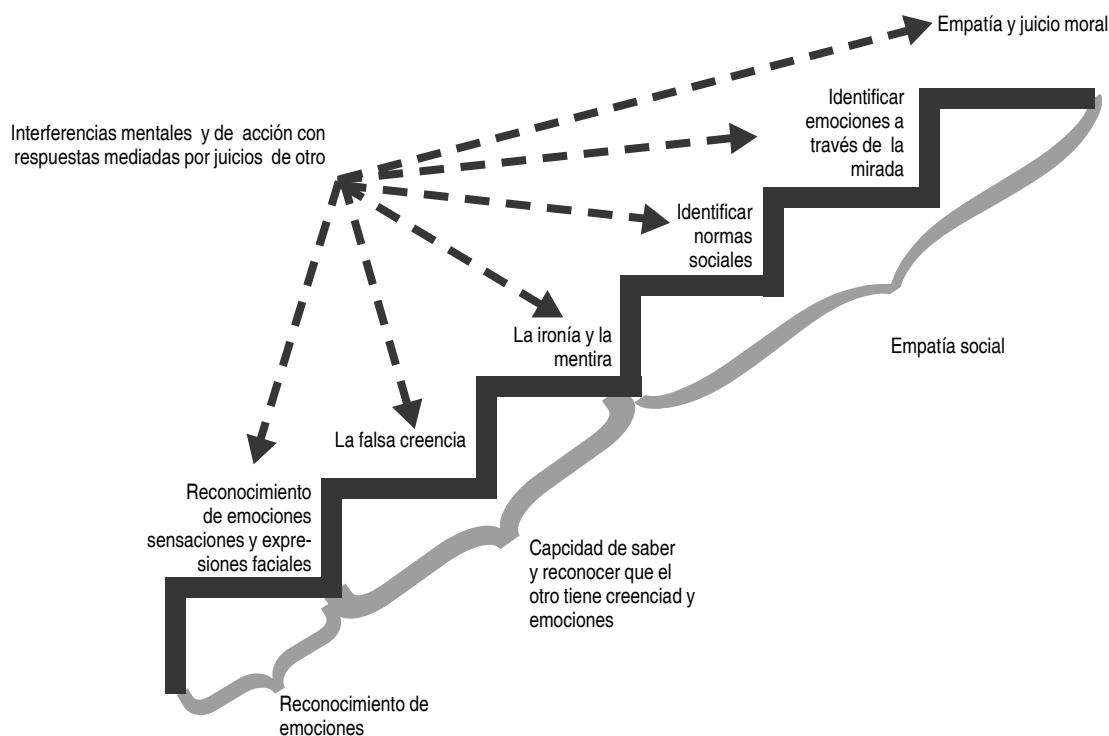 Empatía y juicio moral
Interferencias mentales y de acción con
respuestas mediadas por juicios de otro
Identificar
emociones a
través de la
mirada
Identificar
normas
sociales
La ironía y la
mentira
Empatía social
La falsa creencia
Reconocimiento
de emociones
sensaciones y expre-
siones faciales
Capcidad de saber
y reconocer que el
otro tiene creenciad y
emociones
Reconocimiento de
emociones